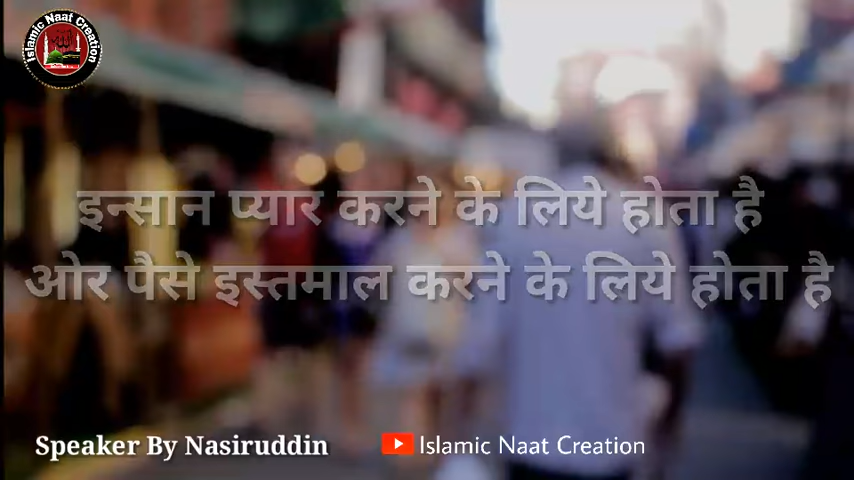 Islamic Naat Creation
इन्सान प्यार करने के लिये होता है
ओर पैसे इस्तमाल करने के लिये होता है
Speaker By Nasiruddin
Islamic Naat Creation